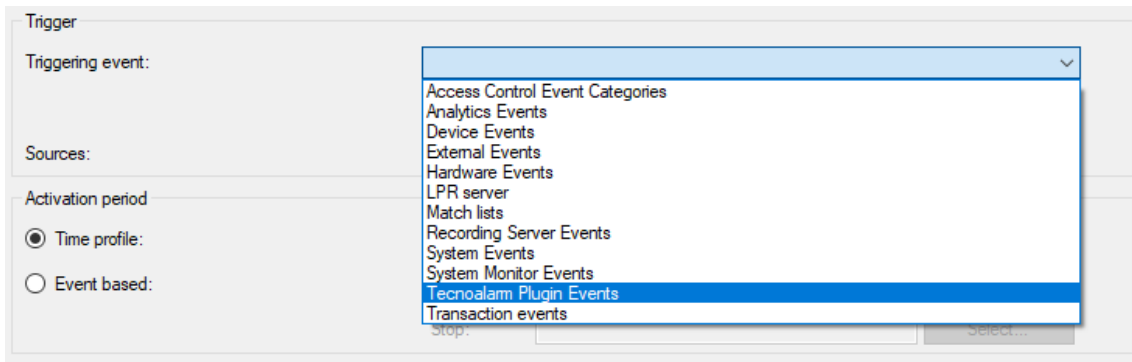 Trigger
Triggering event:
Access Control Event Categories
Analytics Events
Device Events
External Events
Sources:
Hardware Events
LPR server
Activation period
Match lists
Time profile:
Recording Server Events
System Events
System Monitor Events
Event based:
Tecnoalarm Plugin Events
Transaction events
Stop:
Select...